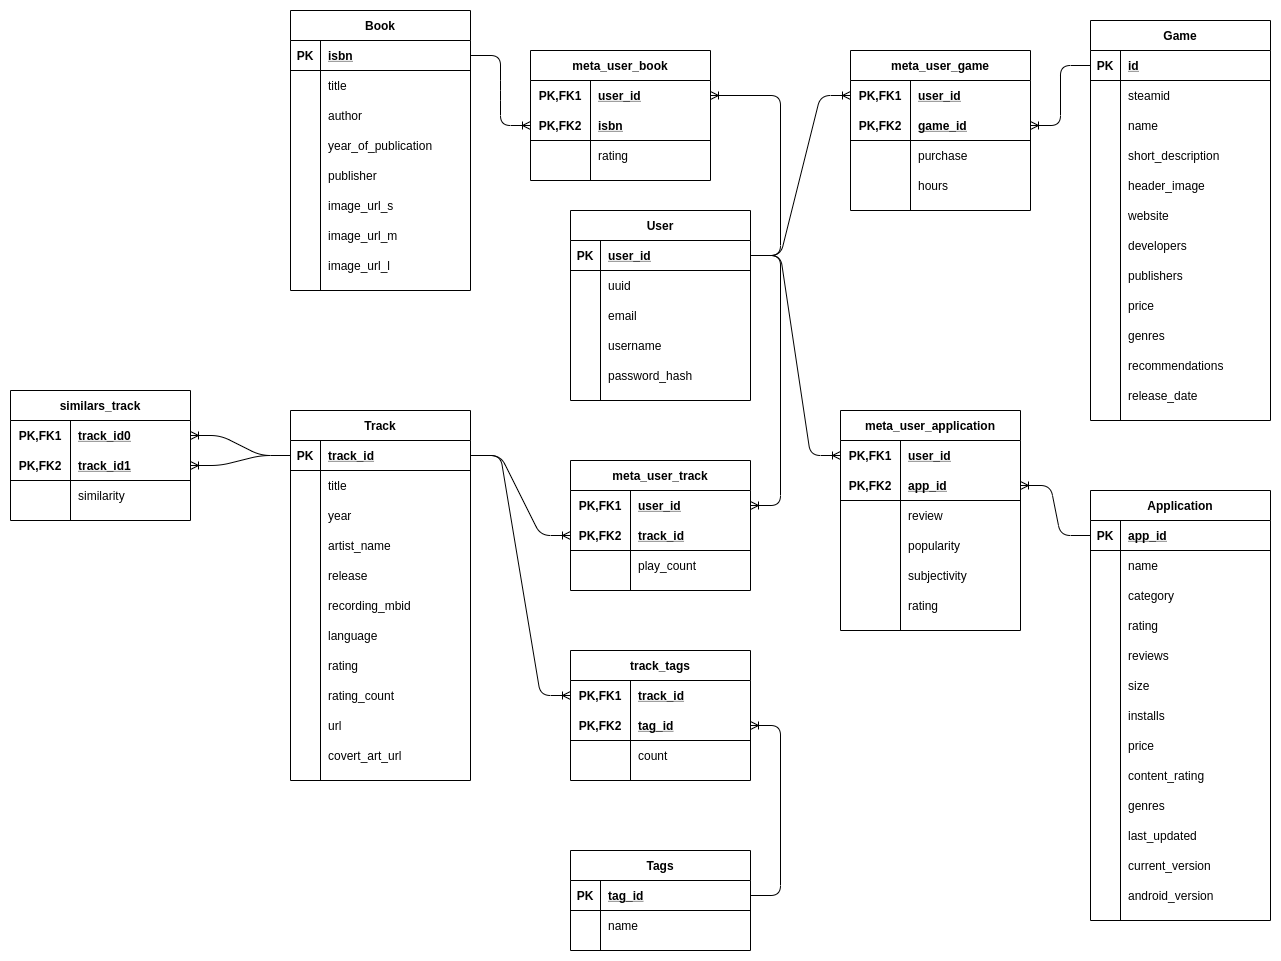 Book
PK isbn
title
author
year_of_publication
publisher
image_url_s
image_url_m
image_url_l
meta_user_book
PK,FK1 user_id
PK,FK2 isbn
rating
meta_user_game
PK,FK1 user_id
PK,FK2 game_id
purchase
hours
Game
PK id
steamid
name
short_description
header_image
website
developers
publishers
price
genres
recommendations
release_date
User
PK user_id
uuid
email
username
password_hash
similars_track
PK,FK1 track_id0
PK,FK2 track_id1
similarity
Track
PK track_id
title
year
artist_name
release
recording_mbid
language
rating
rating_count
url
covert_art_url
meta_user_track
PK,FK1 user_id
PK,FK2 track_id
play_count
meta_user_application
PK,FK1 user_id
PK,FK2 app_id
review
popularity
subjectivity
rating
Application
PK app_id
name
category
rating
reviews
size
installs
price
content_rating
genres
last_updated
current_version
android_version
track_tags
PK,FK1 track_id
PK,FK2 tag_id
count
Tags
PK tag_id
name